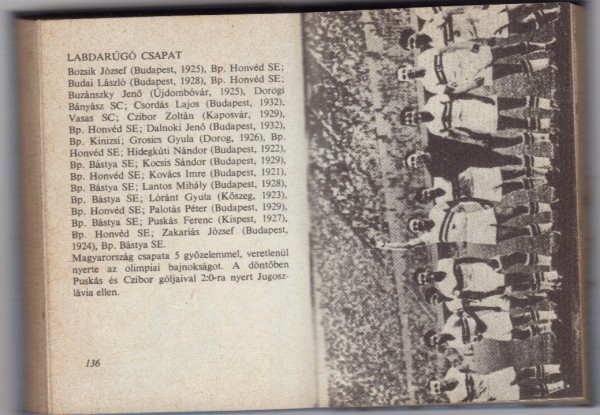 LABDARÚGÓ CSAPAT
Bozsik József (Budapest, 1925), Bp. Honvéd SE;
Budai László (Budapest, 1928), Bp. Honvéd SE;
Buzánszky Jenő (Újdombóvár, 1925), Dorogi
Bányász SC; Csordás Lajos (Budapest, 1932),
Vasas SC; Czibor Zoltán (Kaposvár, 1929),
Bp. Honvéd SE; Dalnoki Jenő (Budapest, 1932),
Bp. Kinizsi; Grosics Gyula (Dorog, 1926), Bp.
Honvéd SE; Hidegkúti Nándor (Budapest, 1922),
Bp. Bástya SE; Kocsis Sándor (Budapest, 1929),
Bp. Honvéd SE; Kovács Imre (Budapest, 1921),
Bp. Bástya SE; Lantos Mihály (Budapest, 1928),
Bp. Bástya SE; Lóránt Gyula (Kőszeg, 1923),
Bp. Honvéd SE; Palotás Péter (Budapest, 1929),
Bp. Bástya SE; Puskás Ferenc (Kispest, 1927),
Bp. Honvéd SE; Zakariás József (Budapest,
1924), Bp. Bástya SE.
Magyarország csapata 5 győzelemmel, veretlenül
nyerte az olimpiai bajnokságot. A döntőben
Puskás és Czibor góljaival 2:0-ra nyert Jugosz-
lávia ellen.
136